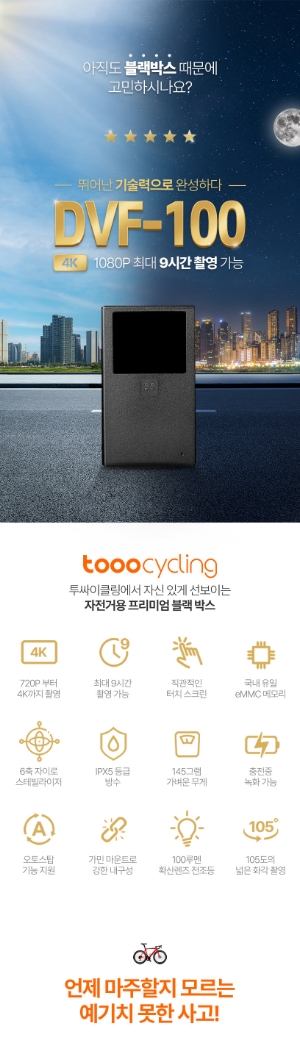 아직도 블랙박스 때문에
고민하시나요?
뛰어난 기술력으로 완성하다
DVF-100
4K 1080P 최대 9시간 촬영 가능
tooocycling
투싸이클링에서 자신 있게 선보이는
자전거용 프리미엄 블랙 박스
4K
720P 부터
4K까지 촬영
9
최대 9시간
촬영 가능
직관적인
터치 스크린
국내 유일
eMMC 메모리
6축 자이로
스테빌라이저
IPX5 등급
방수
145그램
가벼운 무게
충전중
녹화 가능
A
오토스탑
기능 지원
가민 마운트로
강한 내구성
100루멘
확산렌즈 전조등
105°
105도의
넓은 화각 촬영
언제 마주할지 모르는
예기치 못한 사고!